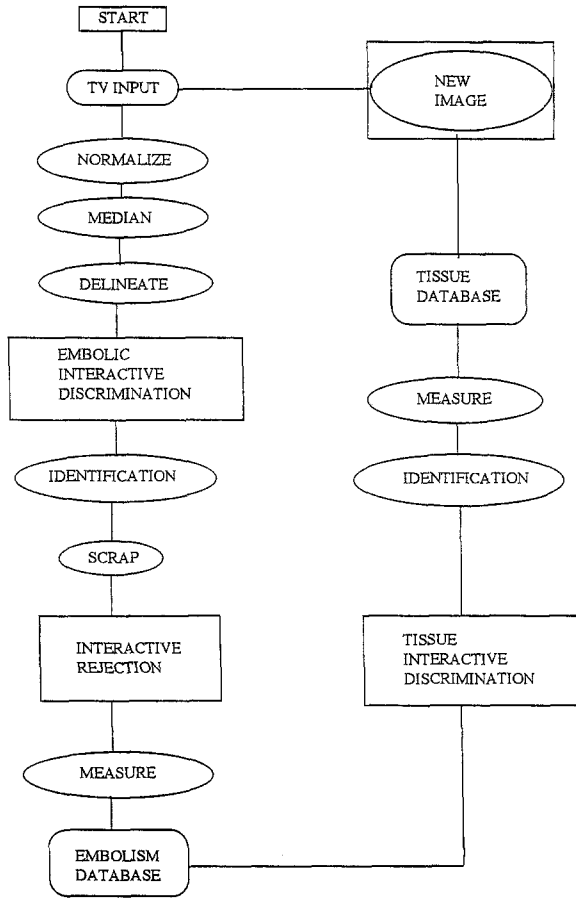 START
TV INPUT
NEW
IMAGE
NORMALIZE
MEDIAN
DELINEATE
TISSUE
DATABASE
EMBOLIC
INTERACTIVE
DISCRIMINATION
MEASURE
IDENTIFICATION
IDENTIFICATION
SCRAP
INTERACTIVE
REJECTION
TISSUE
INTERACTIVE
DISCRIMINATION
MEASURE
EMBOLISM
DATABASE